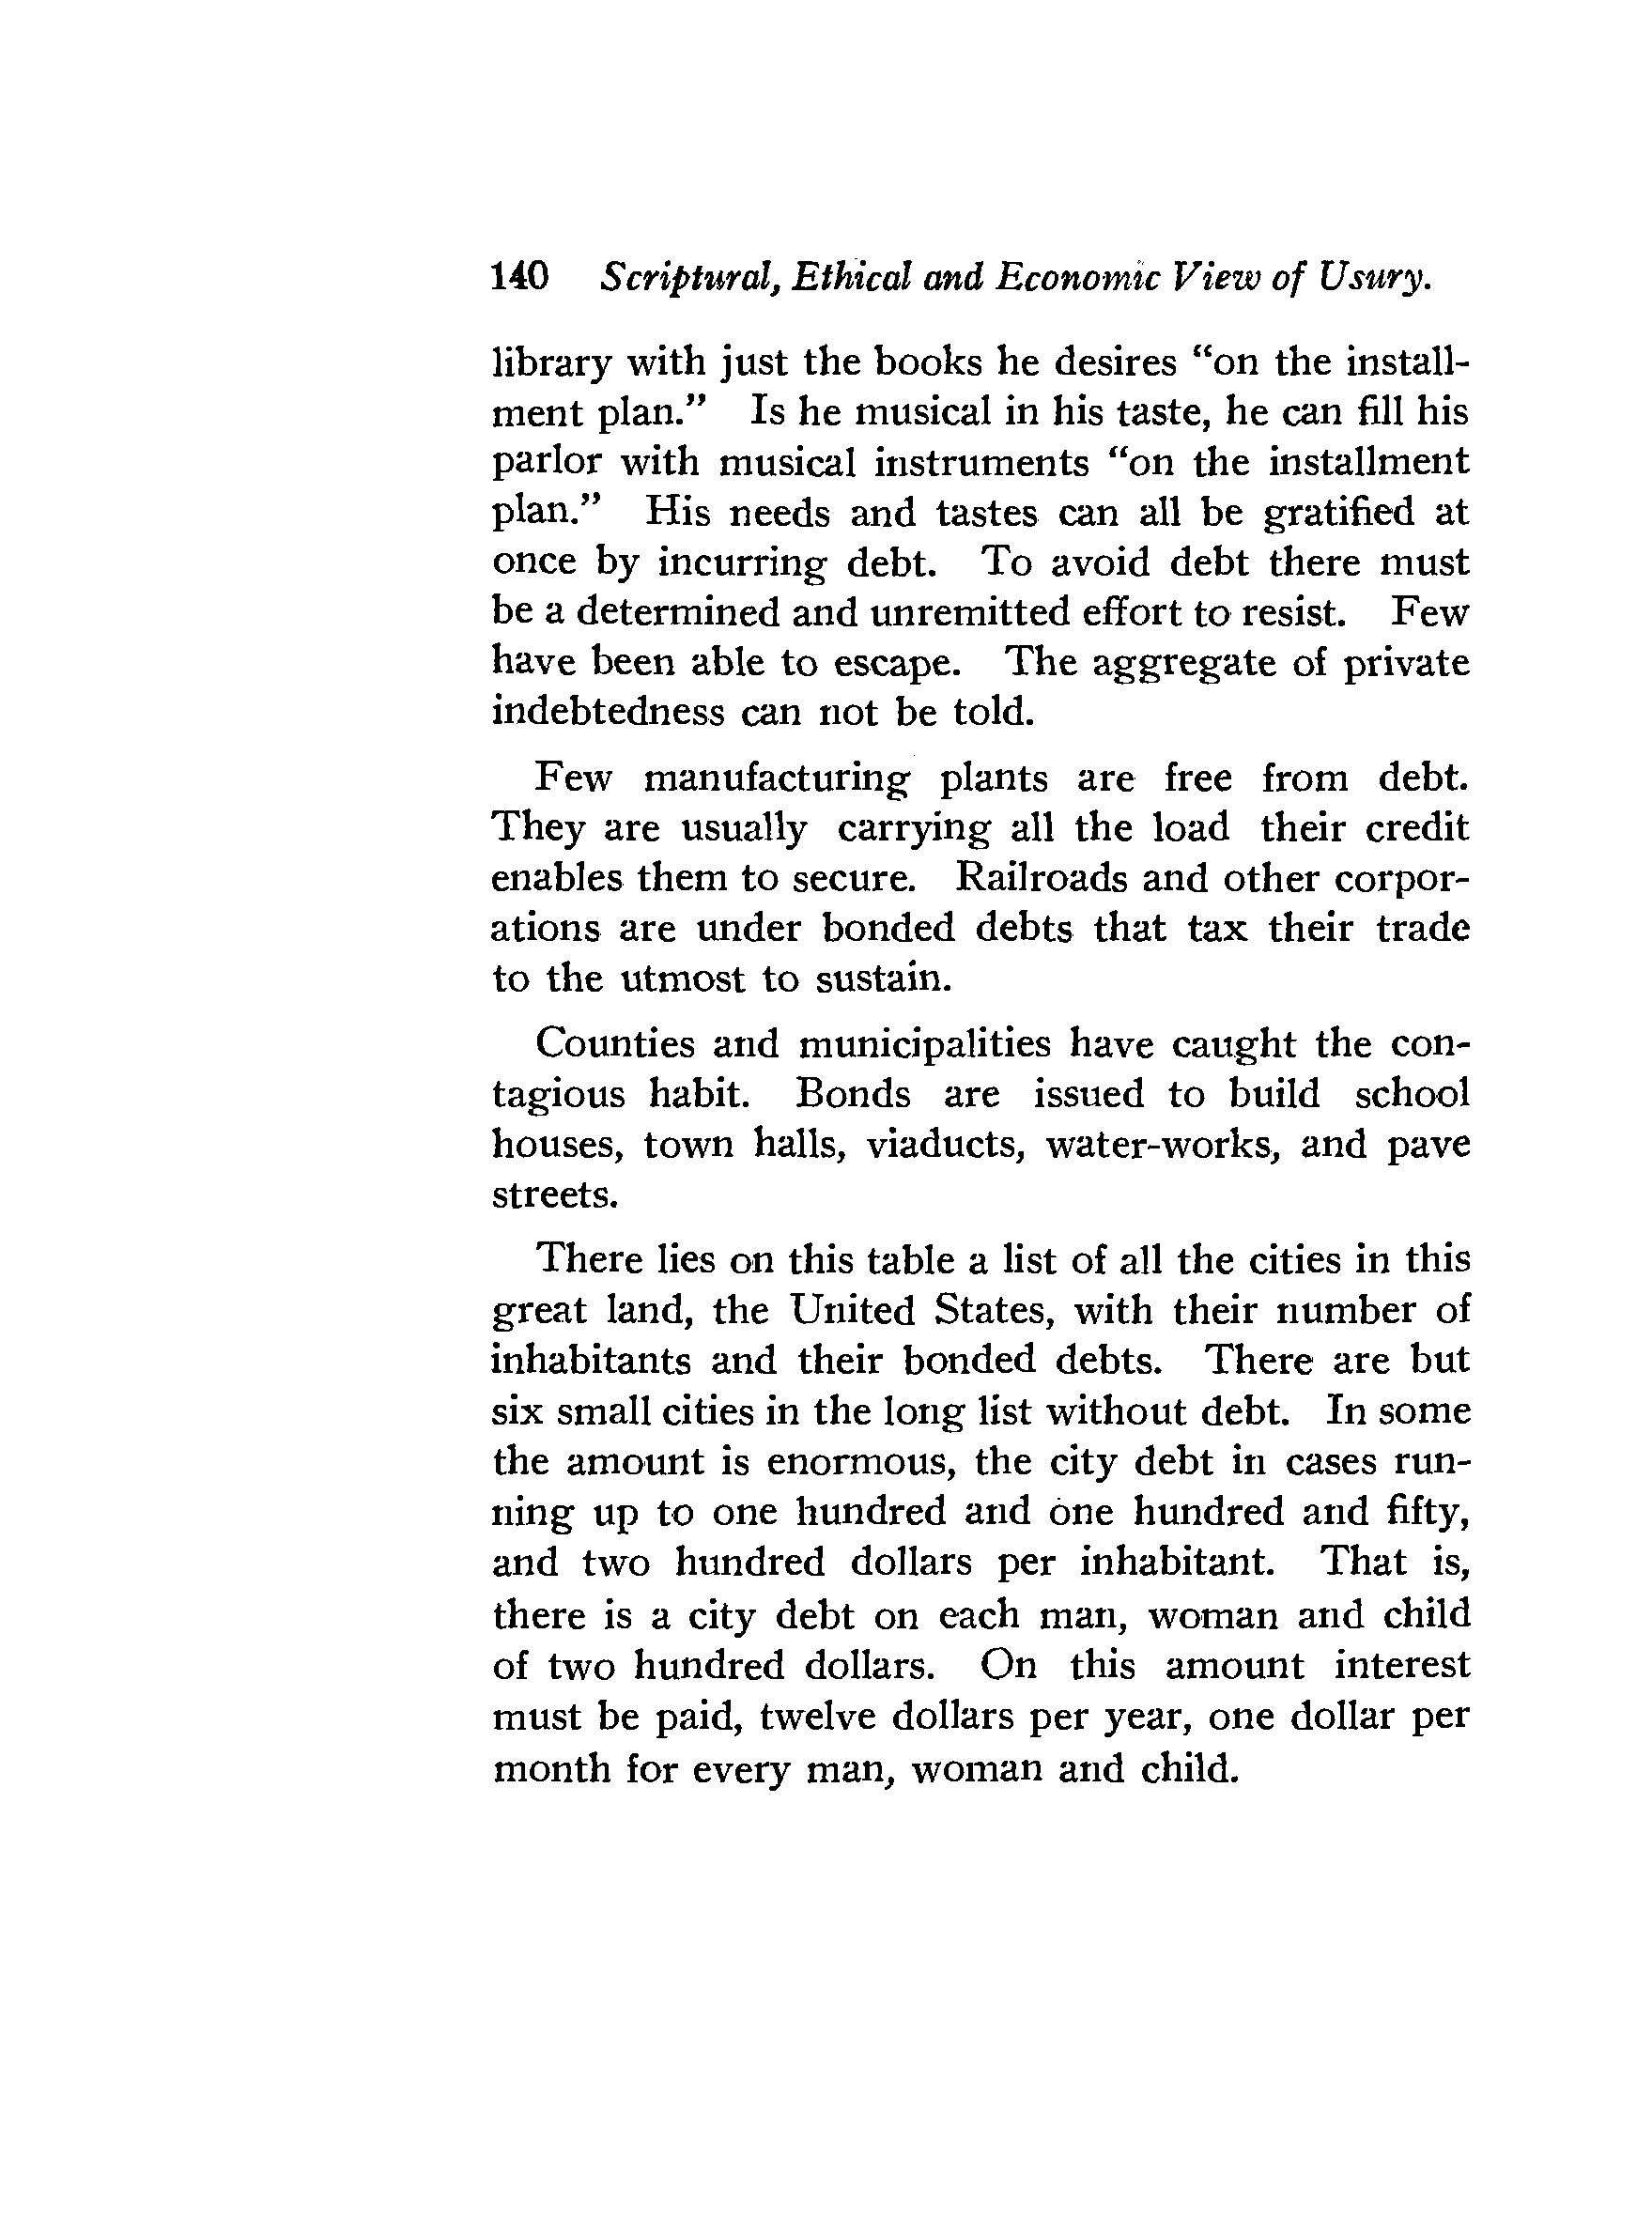 140 Scriptural, Ethical and Economic View of Usury.
library with just the books he desires “on the install-
ment plan.” Is he musical in his taste, he can fill his
parlor with musical instruments “on the installment
plan.” His needs and tastes can all be gratified at
once by incurring debt. To avoid debt there must
be a determined and unremitted effort to resist. Few
have been able to escape. The aggregate of private
indebtedness can not be told.
Few manufacturing plants are free from debt.
They are usually carrying all the load their credit
enables them to secure. Railroads and other corpor-
ations are under bonded debts that tax their trade
to the utmost to sustain.
Counties and municipalities have caught the con-
tagious habit. Bonds are issued to build school
houses, town halls, viaducts, water-works, and pave
streets.
There lies on this table a list of all the cities in this
great land, the United States, with their number of
inhabitants and their bonded debts. There are but
six small cities in the long list without debt. In some
the amount is enormous, the city debt in cases run-
ning up to one hundred and one hundred and fifty,
and two hundred dollars per inhabitant. That is,
there is a city debt on each man, woman and child
of two hundred dollars. On this amount interest
must be paid, twelve dollars per year, one dollar per
month for every man, woman and child.